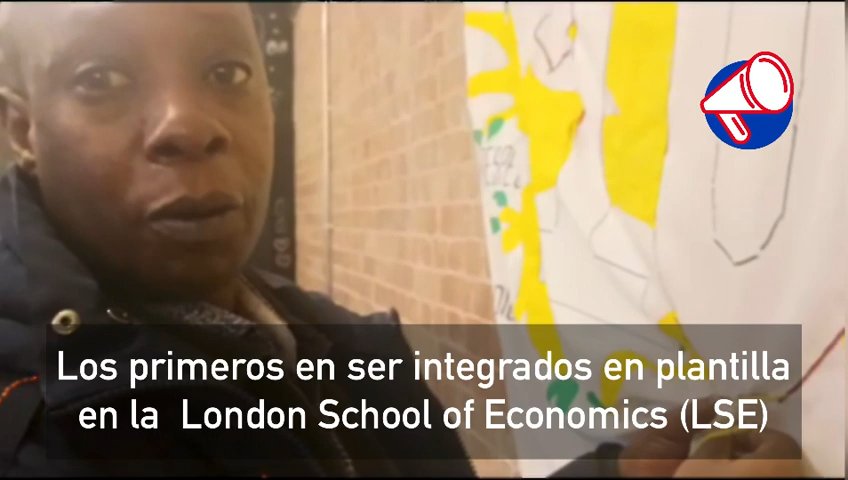 Los primeros en ser integrados en plantilla
en la London School of Economics (LSE)